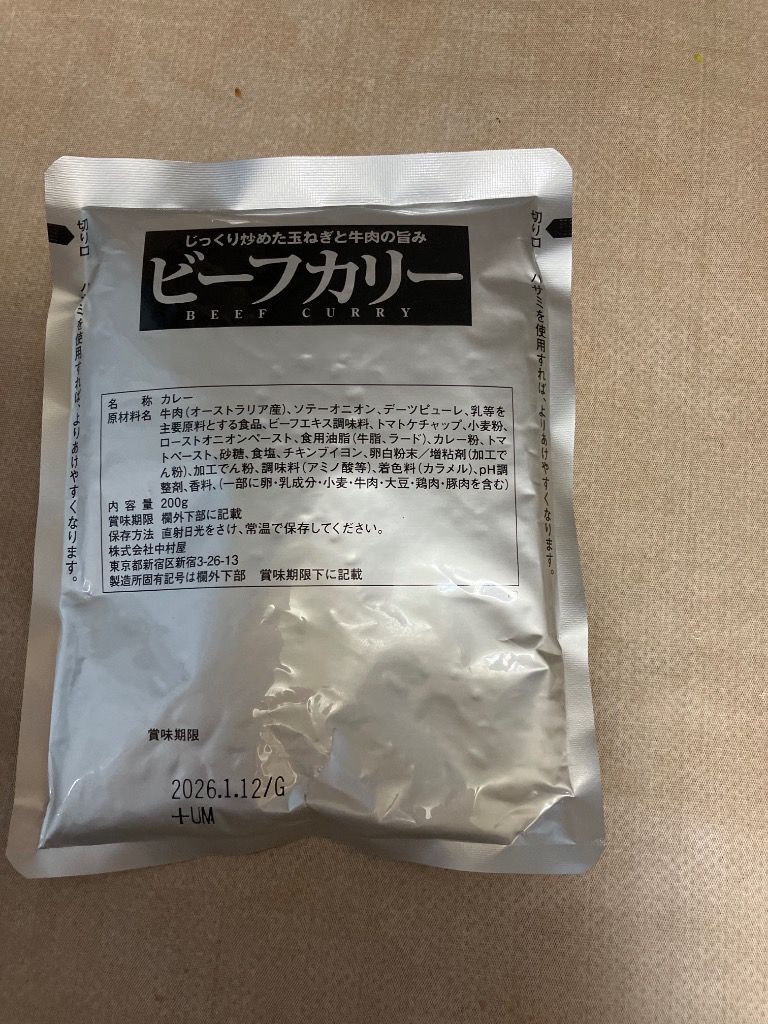 じっくり炒めた玉ねぎと牛肉の旨み
ビーフカリー
BEEF CURRY
切り口 ハサミを使用すれば、よりあけやすくなります。
切り口 ハサミを使用すれば、よりあけやすくなります。
名称 カレー
原材料名 牛肉(オーストラリア産)、ソテーオニオン、デーツピューレ、乳等を
主要原料とする食品、ビーフエキス調味料、トマトケチャップ、小麦粉、
ローストオニオンペースト、食用油脂(牛脂、ラード)、カレー粉、トマ
トペースト、砂糖、食塩、チキンブイヨン、卵白粉末/増粘剤(加工で
ん粉)、加工でん粉、調味料(アミノ酸等)、着色料(カラメル)、pH調
整剤、香料、(一部に卵・乳成分・小麦・牛肉・大豆・鶏肉・豚肉を含む)
内容量 200g
賞味期限 欄外下部に記載
保存方法 直射日光をさけ、常温で保存してください。
株式会社中村屋
東京都新宿区新宿3-26-13
製造所固有記号は欄外下部 賞味期限下に記載
賞味期限
2026.1.12/G
+UM